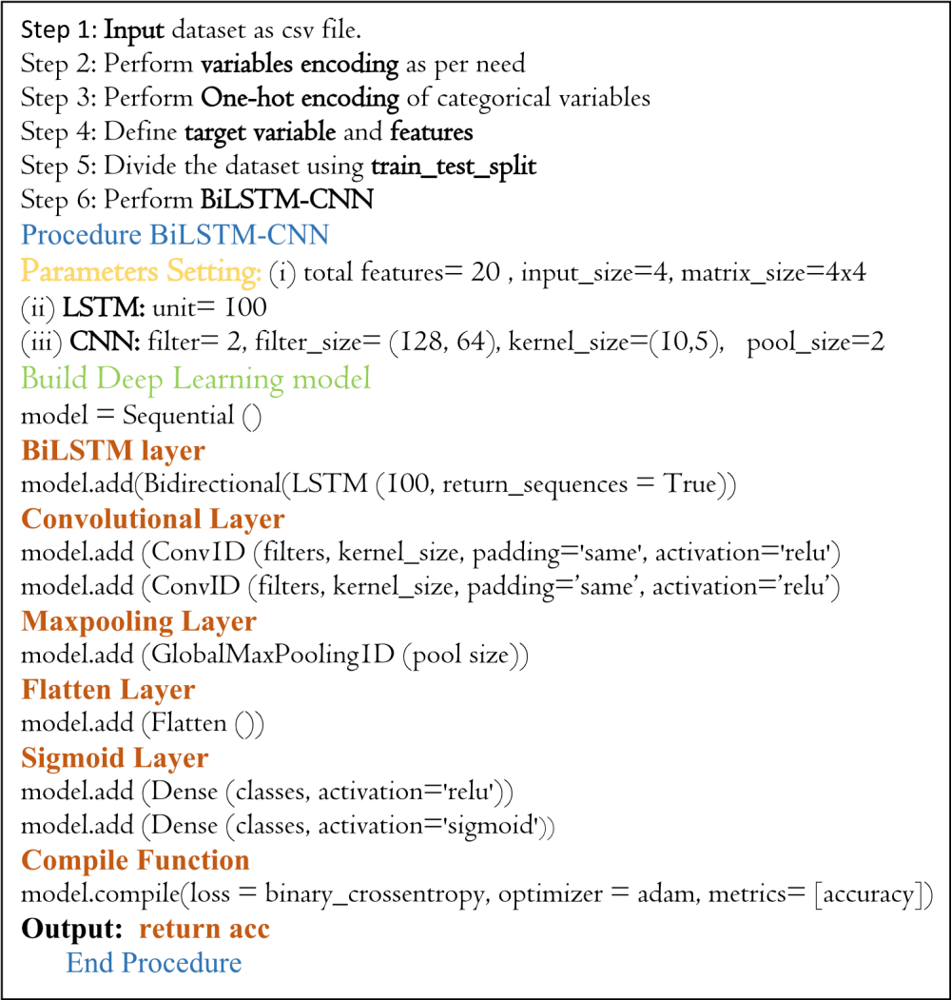 Step 1: Input dataset as csv file.
Step 2: Perform variables encoding as per need
Step 3: Perform One-hot encoding of categorical variables
Step 4: Define target variable and features
Step 5: Divide the dataset using train_test_split
Step 6: Perform BiLSTM-CNN
Procedure BiLSTM-CNN
Parameters Setting: (i) total features= 20 , input_size=4, matrix_size=4x4
(ii) LSTM: unit= 100
(iii) CNN: filter= 2, filter_size= (128, 64), kernel_size=(10,5), pool_size=2
Build Deep Learning model
model = Sequential ()
BiLSTM layer
model.add(Bidirectional(LSTM (100, return_sequences = True))
Convolutional Layer
model.add (Conv1D (filters, kernel_size, padding='same', activation='relu')
model.add (Conv1D (filters, kernel_size, padding=’same’, activation=’relu’)
Maxpooling Layer
model.add (GlobalMaxPooling1D (pool size))
Flatten Layer
model.add (Flatten ())
Sigmoid Layer
model.add (Dense (classes, activation='relu'))
model.add (Dense (classes, activation='sigmoid'))
Compile Function
model.compile(loss = binary_crossentropy, optimizer = adam, metrics= [accuracy])
Output: return acc
End Procedure